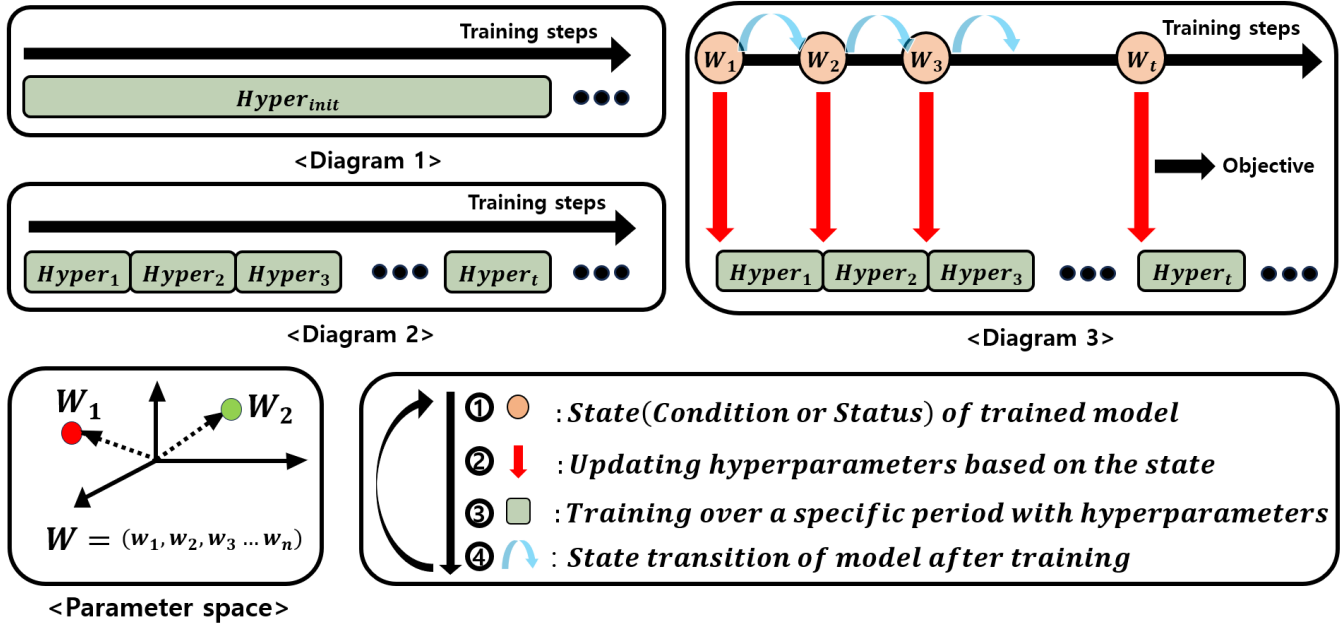 Training steps
Hyper_init
<Diagram 1>
Training steps
Hyper_1 Hyper_2 Hyper_3 Hyper_t
<Diagram 2>
Training steps
W_1 W_2 W_3 W_t
Objective
Hyper_1 Hyper_2 Hyper_3 Hyper_t
<Diagram 3>
W_1 W_2
W = (w_1, w_2, w_3 … w_n)
<Parameter space>
① : State(Condition or Status) of trained model
② : Updating hyperparameters based on the state
③ : Training over a specific period with hyperparameters
④ : State transition of model after training